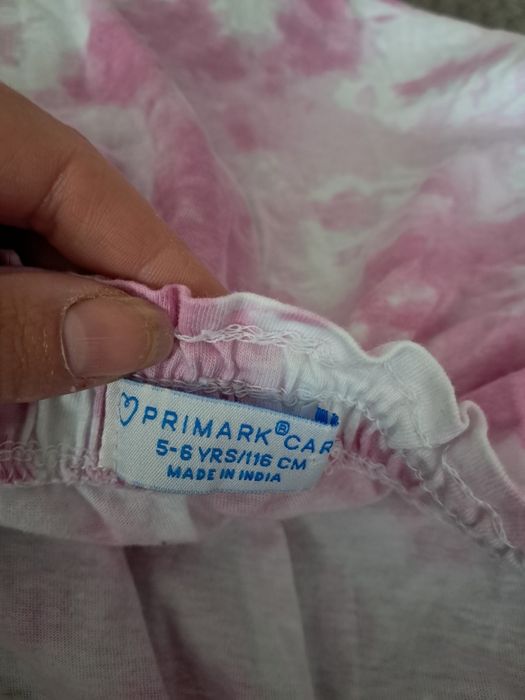 PRIMARK® CAR
5-6 YRS/116 CM
MADE IN INDIA